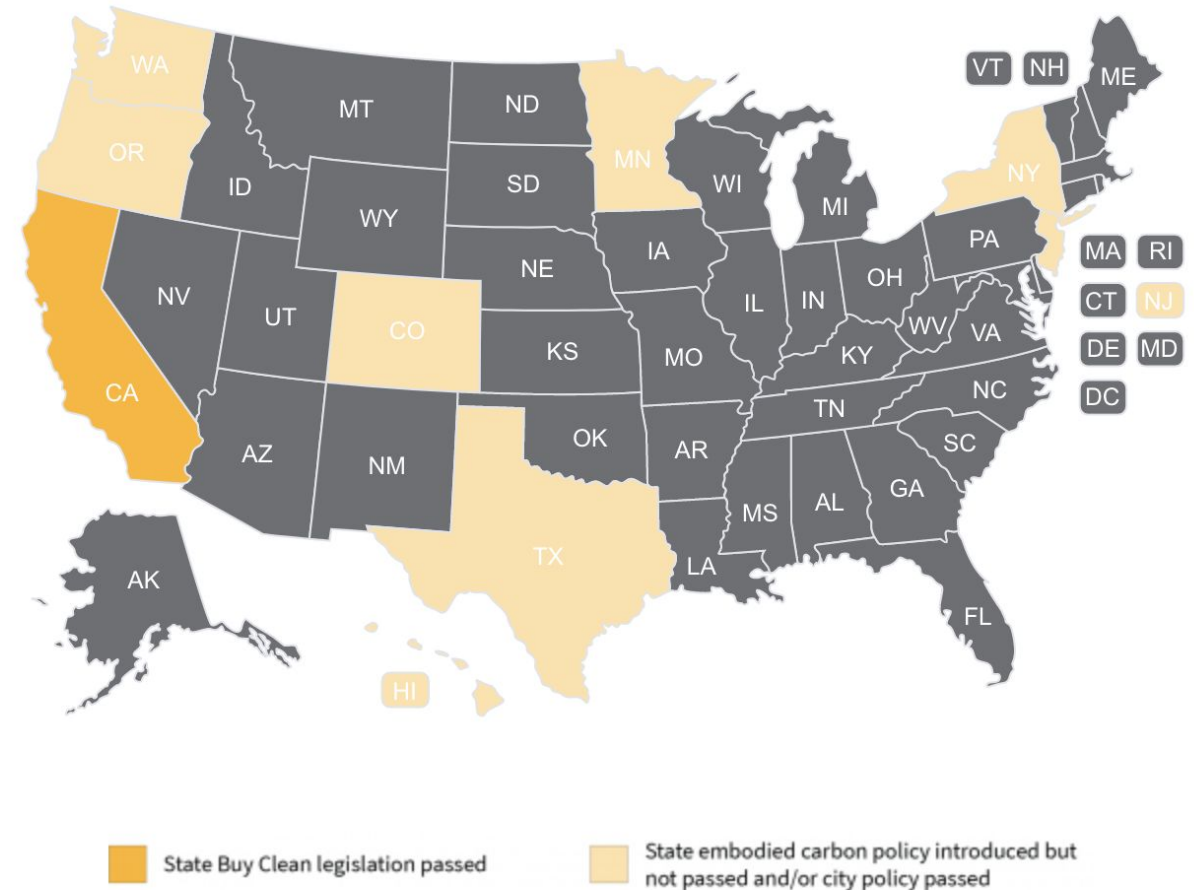 VT NH
ME
WA
MT
ND
OR
MN
ID
SD
WI
NY
WY
MI
IA
PA
MA RI
NE
NV
OH
CT NJ
UT
IL
IN
CO
WV
VA
KS
MO
KY
DE MD
CA
NC
DC
TN
OK
AZ
AR
SC
NM
GA
MS
AL
TX
LA
AK
FL
HI
State Buy Clean legislation passed
State embodied carbon policy introduced but
not passed and/or city policy passed